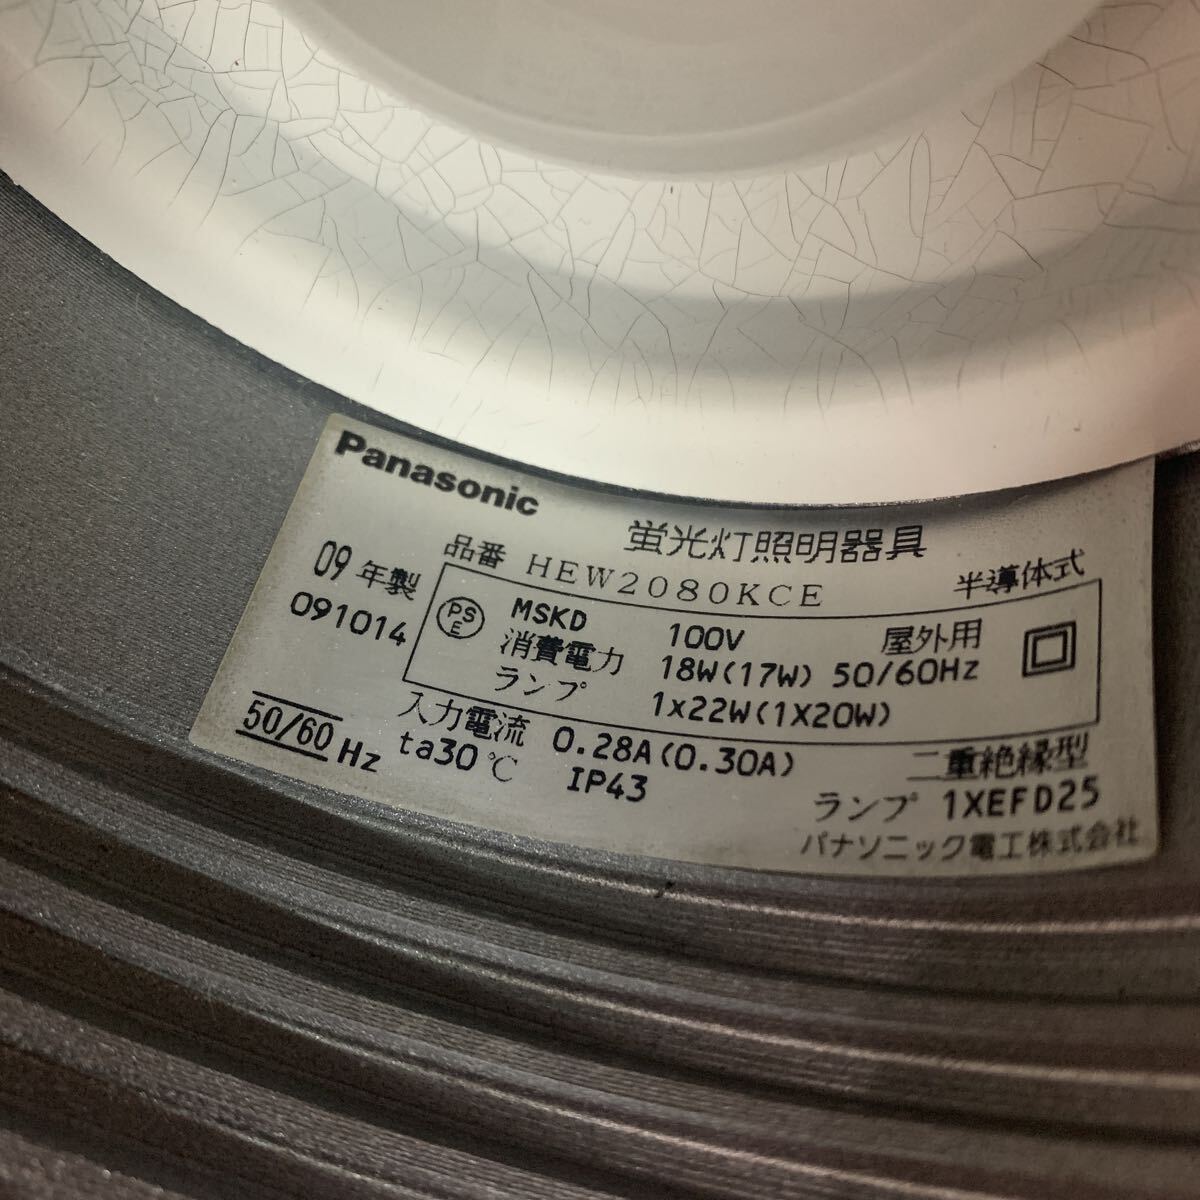 Panasonic
蛍光灯照明器具
09年製
品番 HEW2080KCE
半導体式
091014
PS E MSKD 100V 屋外用
消費電力 18W(17W) 50/60Hz
ランプ 1X22W(1X20W)
50/60 Hz
入力電流 0.28A(0.30A) 二重絶縁型
ta30℃ IP43 ランプ 1XEFD25
パナソニック電工株式会社